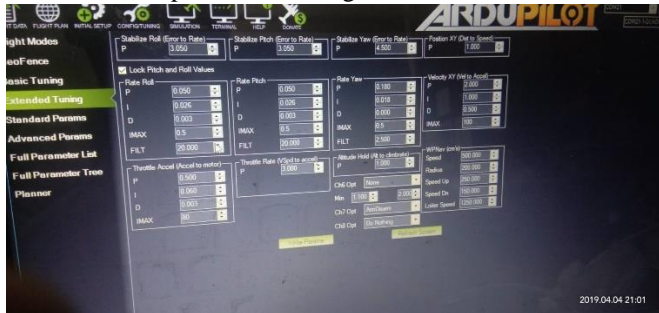 FLIGHT PLAN INITIAL SETUP CONFIG/TUNING SIMULATION TERMINAL HELP DONATE
ARDUPILOT
ight Modes
eoFence
asic Tuning
Extended Tuning
Standard Params
Advanced Params
Full Parameter List
Full Parameter Tree
Planner
Stabilize Roll (Error to Rate)
P 3.050
Stabilize Pitch (Error to Rate)
P 3.050
Stabilize Yaw (Error to Rate)
P 4.500
Position XY (Dist to Speed)
P 1.000
Lock Pitch and Roll Values
Rate Roll
P 0.050
I 0.026
D 0.003
IMAX 0.5
FILT 20.000
Rate Pitch
P 0.050
I 0.026
D 0.003
IMAX 0.5
FILT 20.000
Rate Yaw
P 0.180
I 0.018
D 0.000
IMAX 0.5
FILT 2.500
Velocity XY (Vel to Accel)
P 2.000
I 1.000
D 0.500
IMAX 100
Throttle Accel (Accel to motor)
P 0.500
I 0.060
D 0.003
IMAX 80
Throttle Rate (VSpd to accel)
P 3.000
Altitude Hold (Alt to climbrate)
P 1.000
Ch6 Opt None
Min 2.000
Ch7 Opt
Ch8 Opt Do Nothing
WPNav (cm's)
Speed 500.000
Radius 200.000
Speed Up 250.000
Speed Dn 150.000
Loiter Speed 1250.000
Write Params
Refresh Screen
2019.04.04 21:01